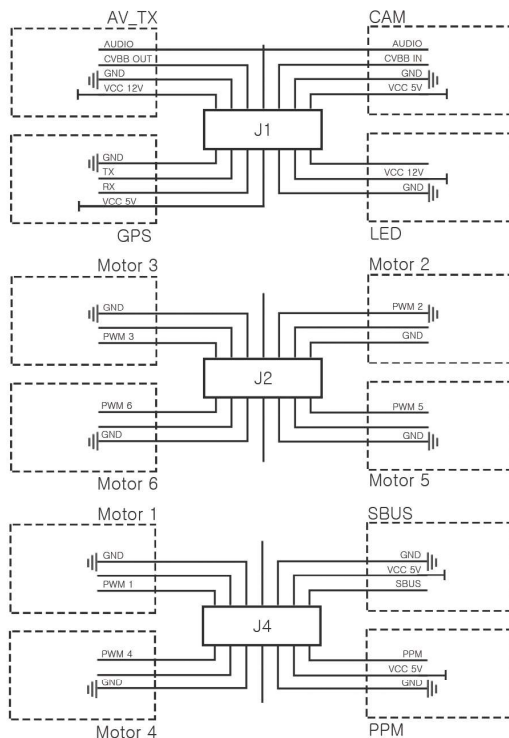 AV_TX
AUDIO
CVBB OUT
GND
VCC 12V
CAM
AUDIO
CVBB IN
GND
VCC 5V
J1
GND
TX
RX
VCC 5V
GPS
VCC 12V
GND
LED
Motor 3
GND
PWM 3
Motor 2
PWM 2
GND
J2
PWM 6
GND
Motor 6
PWM 5
GND
Motor 5
Motor 1
GND
PWM 1
SBUS
GND
VCC 5V
SBUS
J4
PWM 4
GND
Motor 4
PPM
VCC 5V
GND
PPM